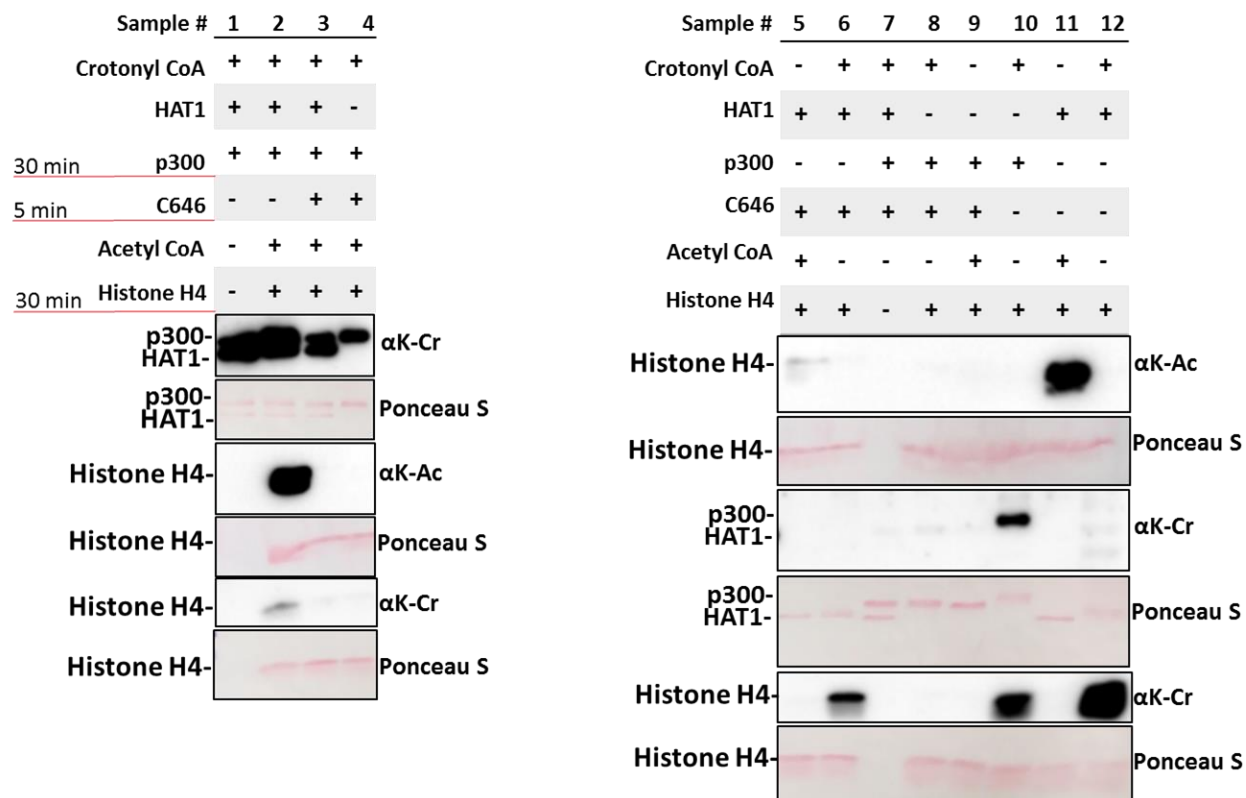 Sample # 1 2 3 4
Crotonyl CoA + + + +
HAT1 + + + -
30 min p300 + + + +
5 min C646 - - + +
Acetyl CoA - + + +
30 min Histone H4 - + + +
p300- αK-Cr
HAT1-
p300- Ponceau S
HAT1-
Histone H4- αK-Ac
Histone H4- Ponceau S
Histone H4- αK-Cr
Histone H4- Ponceau S
Sample # 5 6 7 8 9 10 11 12
Crotonyl CoA - + + + - + - +
HAT1 + + + - - - + +
p300 - - + + + + - -
C646 + + + + + - - -
Acetyl CoA + - - - + - + -
Histone H4 + + - + + + + +
Histone H4- αK-Ac
Histone H4- Ponceau S
p300- αK-Cr
HAT1-
p300- Ponceau S
HAT1-
Histone H4- αK-Cr
Histone H4- Ponceau S